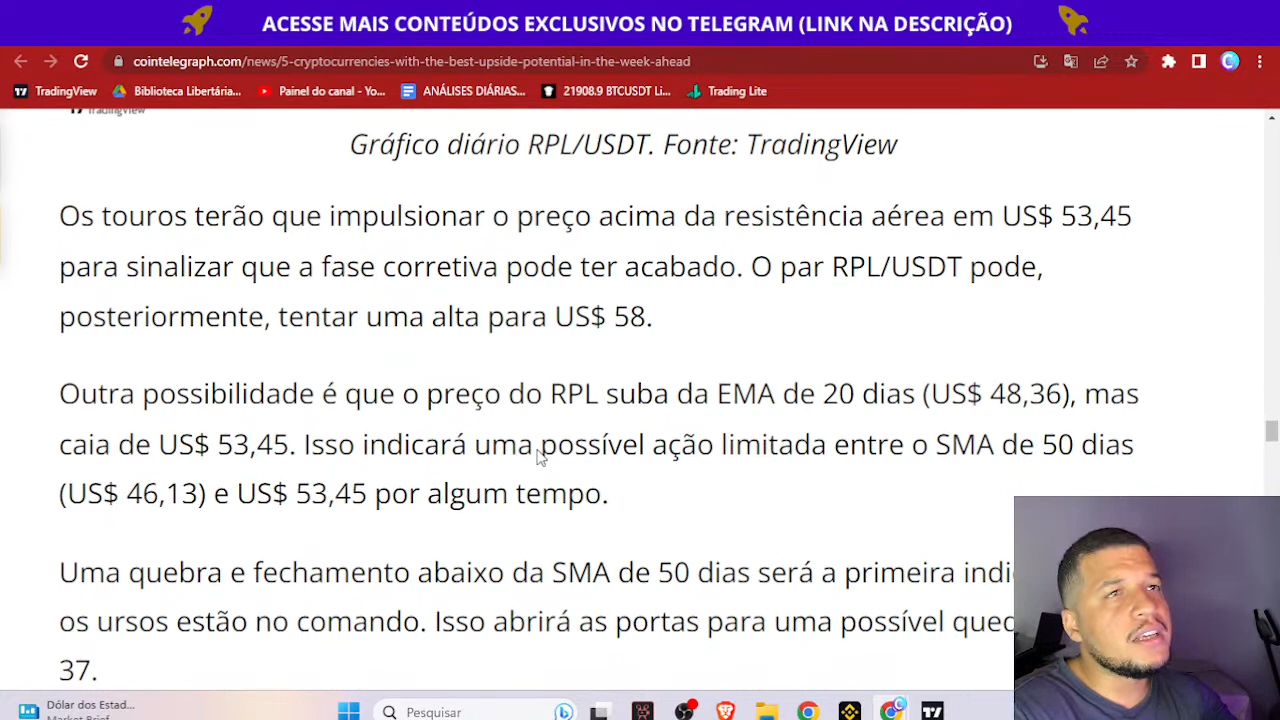 ACESSE MAIS CONTEÚDOS EXCLUSIVOS NO TELEGRAM (LINK NA DESCRIÇÃO)
cointelegraph.com/news/5-cryptocurrencies-with-the-best-upside-potential-in-the-week-ahead
TradingView Biblioteca Libertária... Painel do canal - Yo... ANÁLISES DIÁRIAS... 21908.9 BTCUSDT Li... Trading Lite
TradingView
Gráfico diário RPL/USDT. Fonte: TradingView
Os touros terão que impulsionar o preço acima da resistência aérea em US$ 53,45
para sinalizar que a fase corretiva pode ter acabado. O par RPL/USDT pode,
posteriormente, tentar uma alta para US$ 58.
Outra possibilidade é que o preço do RPL suba da EMA de 20 dias (US$ 48,36), mas
caia de US$ 53,45. Isso indicará uma possível ação limitada entre o SMA de 50 dias
(US$ 46,13) e US$ 53,45 por algum tempo.
Uma quebra e fechamento abaixo da SMA de 50 dias será a primeira indi
os ursos estão no comando. Isso abrirá as portas para uma possível qued
37.
Dólar dos Estad...
Market Brief
Pesquisar